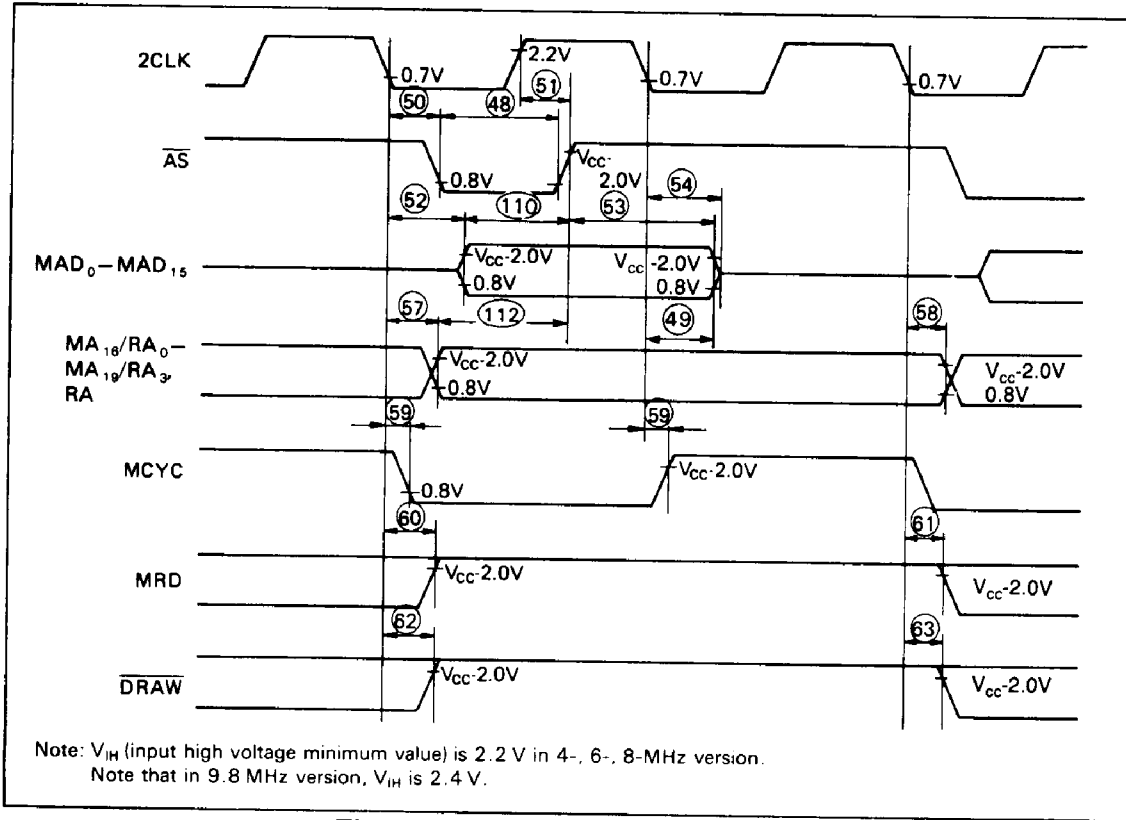 2CLK
0.7V
2.2V
0.7V
0.7V
50
48
51
AS
0.8V
VCC-
2.0V
52
110
53
54
MAD0–MAD15
VCC-2.0V
0.8V
VCC-2.0V
0.8V
57
112
49
58
MA16/RA0–
MA19/RA3,
RA
VCC-2.0V
0.8V
VCC-2.0V
0.8V
59
59
MCYC
0.8V
VCC-2.0V
60
61
MRD
VCC-2.0V
VCC-2.0V
62
63
DRAW
VCC-2.0V
VCC-2.0V
Note: VIH (input high voltage minimum value) is 2.2 V in 4-, 6-, 8-MHz version.
Note that in 9.8 MHz version, VIH is 2.4 V.